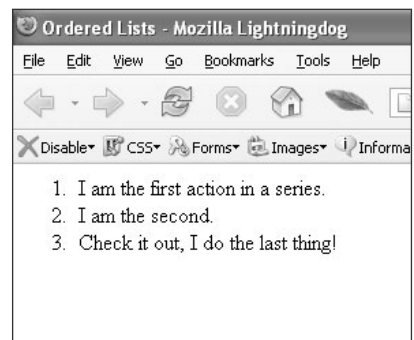 Ordered Lists - Mozilla Lightningdog
File Edit View Go Bookmarks Tools Help
Disable CSS Forms Images Informa
1. I am the first action in a series.
2. I am the second.
3. Check it out, I do the last thing!